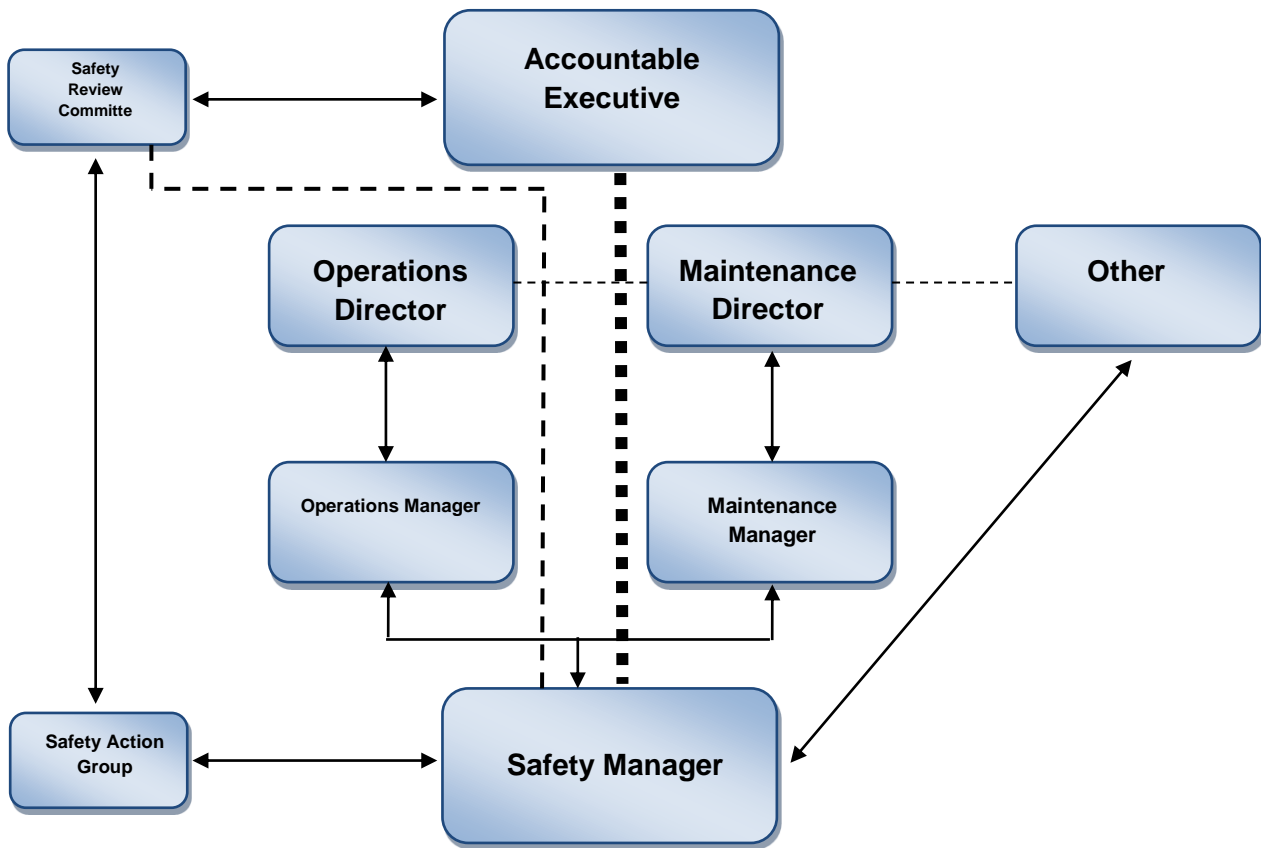 Safety
Review
Committe
Accountable
Executive
Operations
Director
Maintenance
Director
Other
Operations Manager
Maintenance
Manager
Safety Action
Group
Safety Manager